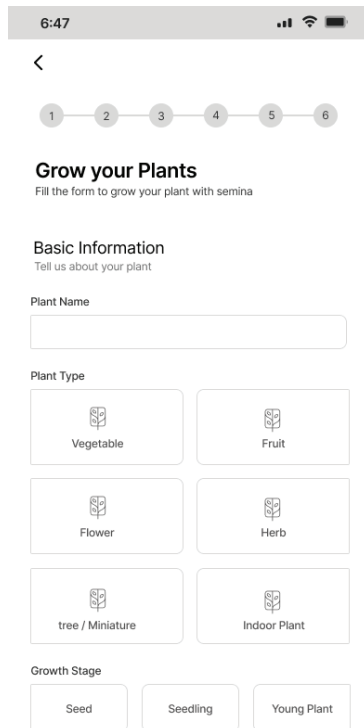 6:47
1 2 3 4 5 6
Grow your Plants
Fill the form to grow your plant with semina
Basic Information
Tell us about your plant
Plant Name
Plant Type
Vegetable Fruit
Flower Herb
tree / Miniature Indoor Plant
Growth Stage
Seed Seedling Young Plant